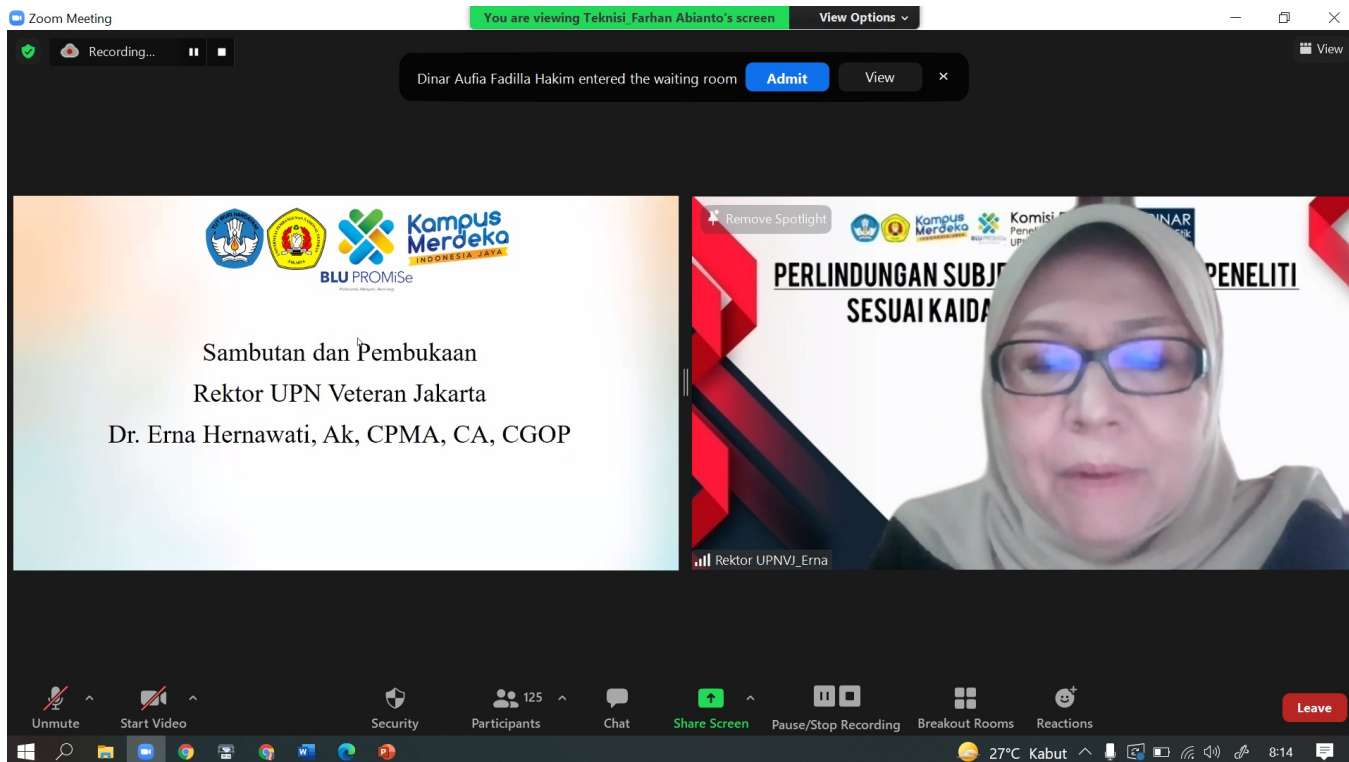 Zoom Meeting
You are viewing Teknisi_Farhan Abianto's screen
View Options
Recording...
View
Dinar Aufia Fadilla Hakim entered the waiting room
Admit
View
Kampus
Merdeka
INDONESIA JAYA
BLU PROMiSe
Sambutan dan Pembukaan
Rektor UPN Veteran Jakarta
Dr. Erna Hernawati, Ak, CPMA, CA, CGOP
Remove Spotlight
Kampus
Merdeka
Komisi
PERLINDUNGAN SUBJ
PENELITI
SESUAI KAIDA
Rektor UPNVJ_Erna
Unmute
Start Video
Security
125
Participants
Chat
Share Screen
Pause/Stop Recording
Breakout Rooms
Reactions
Leave
27°C Kabut
8:14